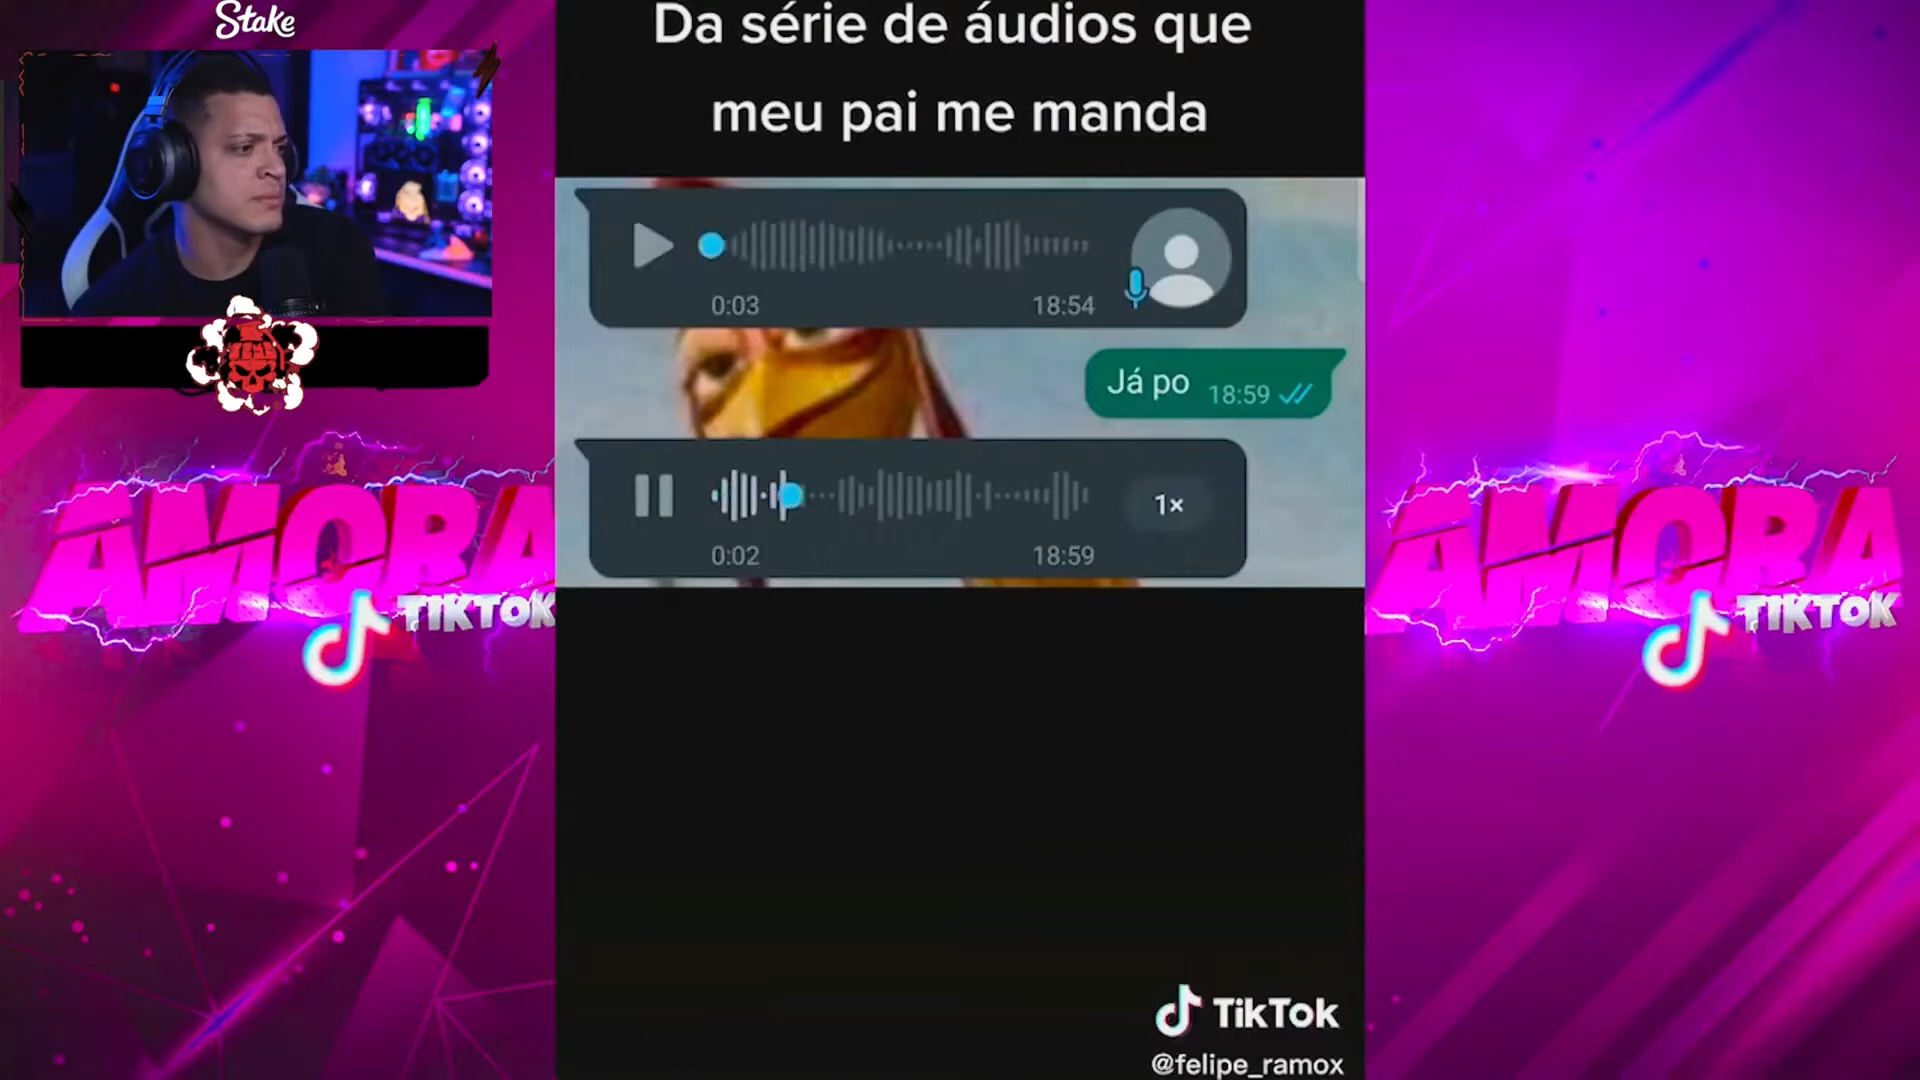 Stake
Da série de áudios que
meu pai me manda
0:03 18:54
Já po 18:59
1×
0:02 18:59
AMORA
TIKTOK
AMORA
TIKTOK
TikTok
@felipe_ramox